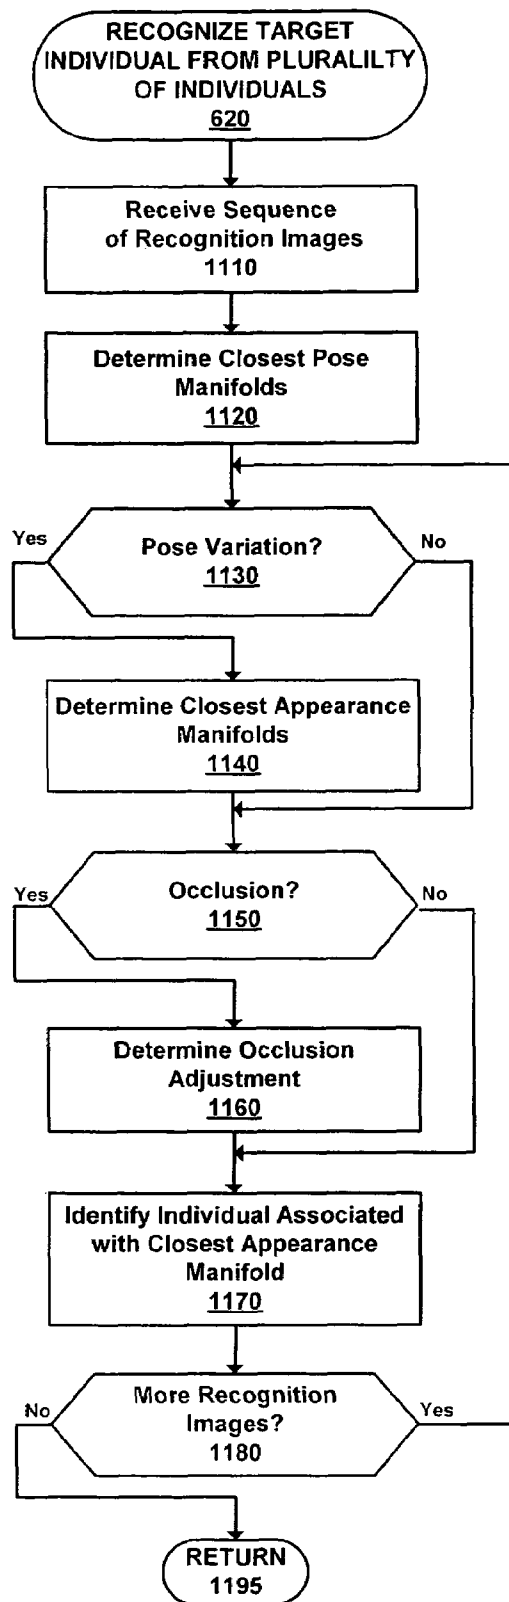 RECOGNIZE TARGET
INDIVIDUAL FROM PLURALILTY
OF INDIVIDUALS
620
Receive Sequence
of Recognition Images
1110
Determine Closest Pose
Manifolds
1120
Yes
Pose Variation?
No
1130
Determine Closest Appearance
Manifolds
1140
Yes
Occlusion?
No
1150
Determine Occlusion
Adjustment
1160
Identify Individual Associated
with Closest Appearance
Manifold
1170
No
More Recognition
Yes
Images?
1180
RETURN
1195